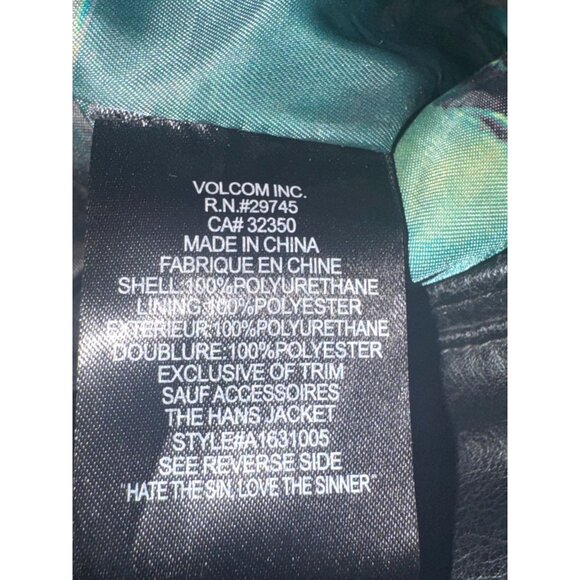 VOLCOM INC.
R.N.#29745
CA# 32350
MADE IN CHINA
FABRIQUE EN CHINE
SHELL:100%POLYURETHANE
LINING:100%POLYESTER
EXTERIEUR:100%POLYURETHANE
DOUBLURE:100%POLYESTER
EXCLUSIVE OF TRIM
SAUF ACCESSOIRES
THE HANS JACKET
STYLE#A1631005
SEE REVERSE SIDE
"HATE THE SIN, LOVE THE SINNER"